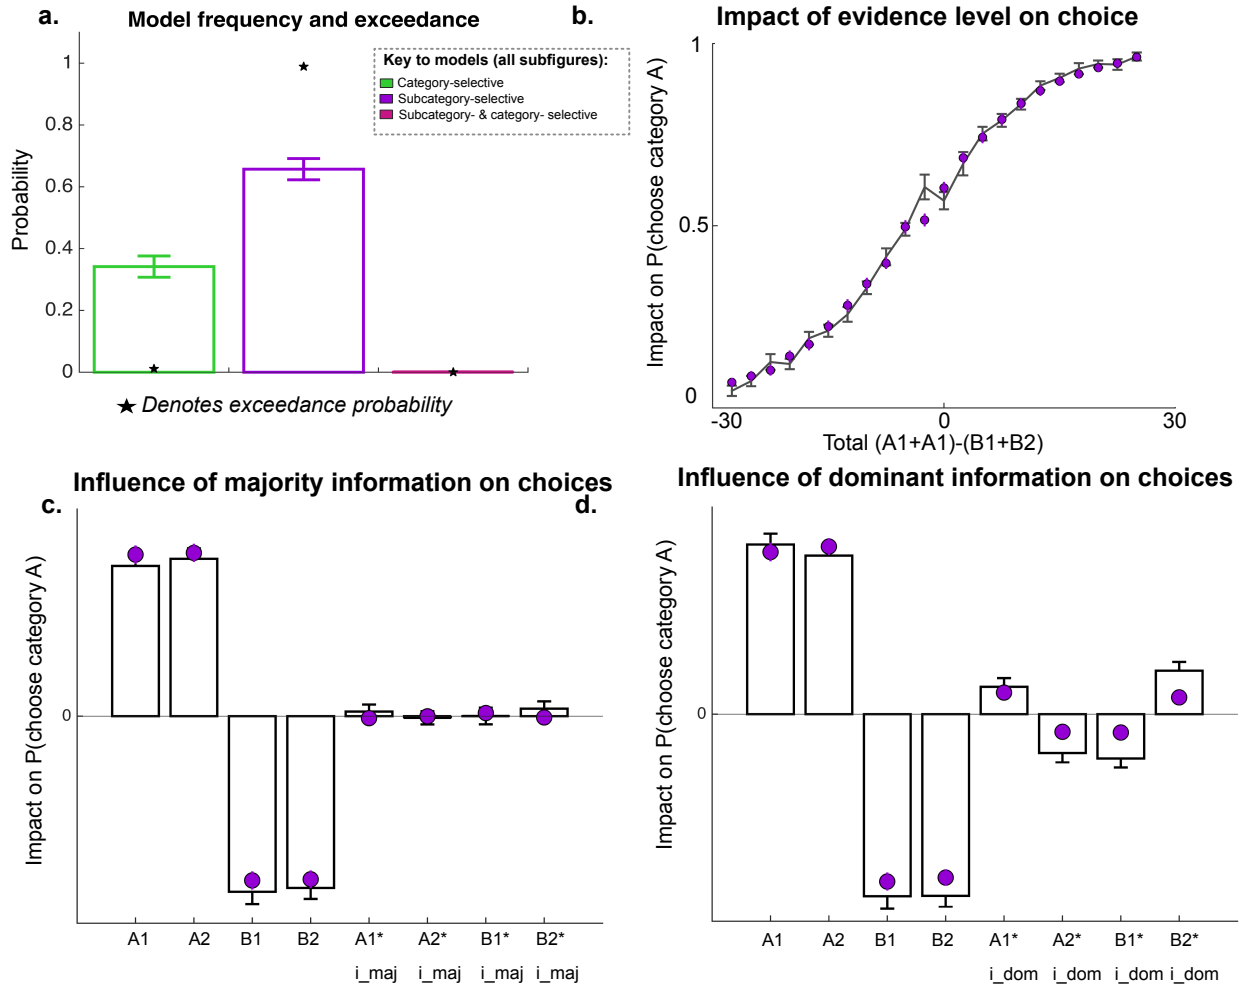 a.
Model frequency and exceedance
Probability
1
0.8
0.6
0.4
0.2
0
Key to models (all subfigures):
Category-selective
Subcategory-selective
Subcategory- & category- selective
★ Denotes exceedance probability
b.
Impact of evidence level on choice
Impact on P(choose category A)
1
0.5
0
-30
0
30
Total (A1+A1)-(B1+B2)
Influence of majority information on choices
c.
Impact on P(choose category A)
0
A1 A2 B1 B2 A1* A2* B1* B2*
i_maj i_maj i_maj i_maj
Influence of dominant information on choices
d.
Impact on P(choose category A)
0
A1 A2 B1 B2 A1* A2* B1* B2*
i_dom i_dom i_dom i_dom